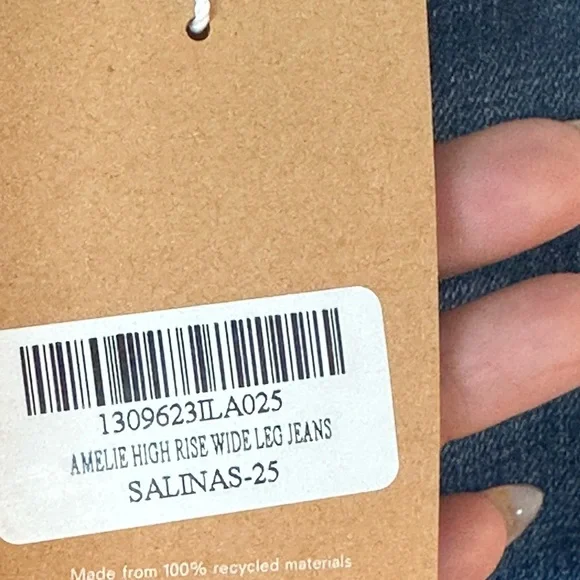 1309623ILA025
AMELIE HIGH RISE WIDE LEG JEANS
SALINAS-25
Made from 100% recycled materials